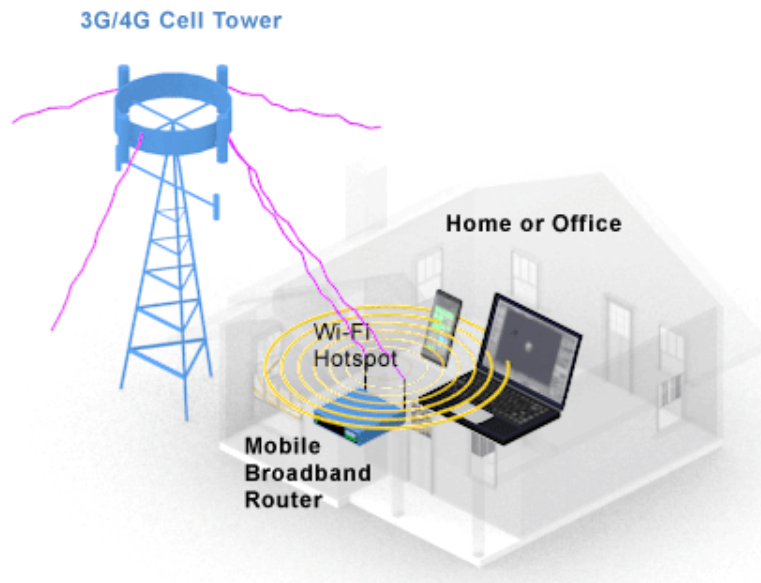 3G/4G Cell Tower
Home or Office
Wi-Fi
Hotspot
Mobile
Broadband
Router